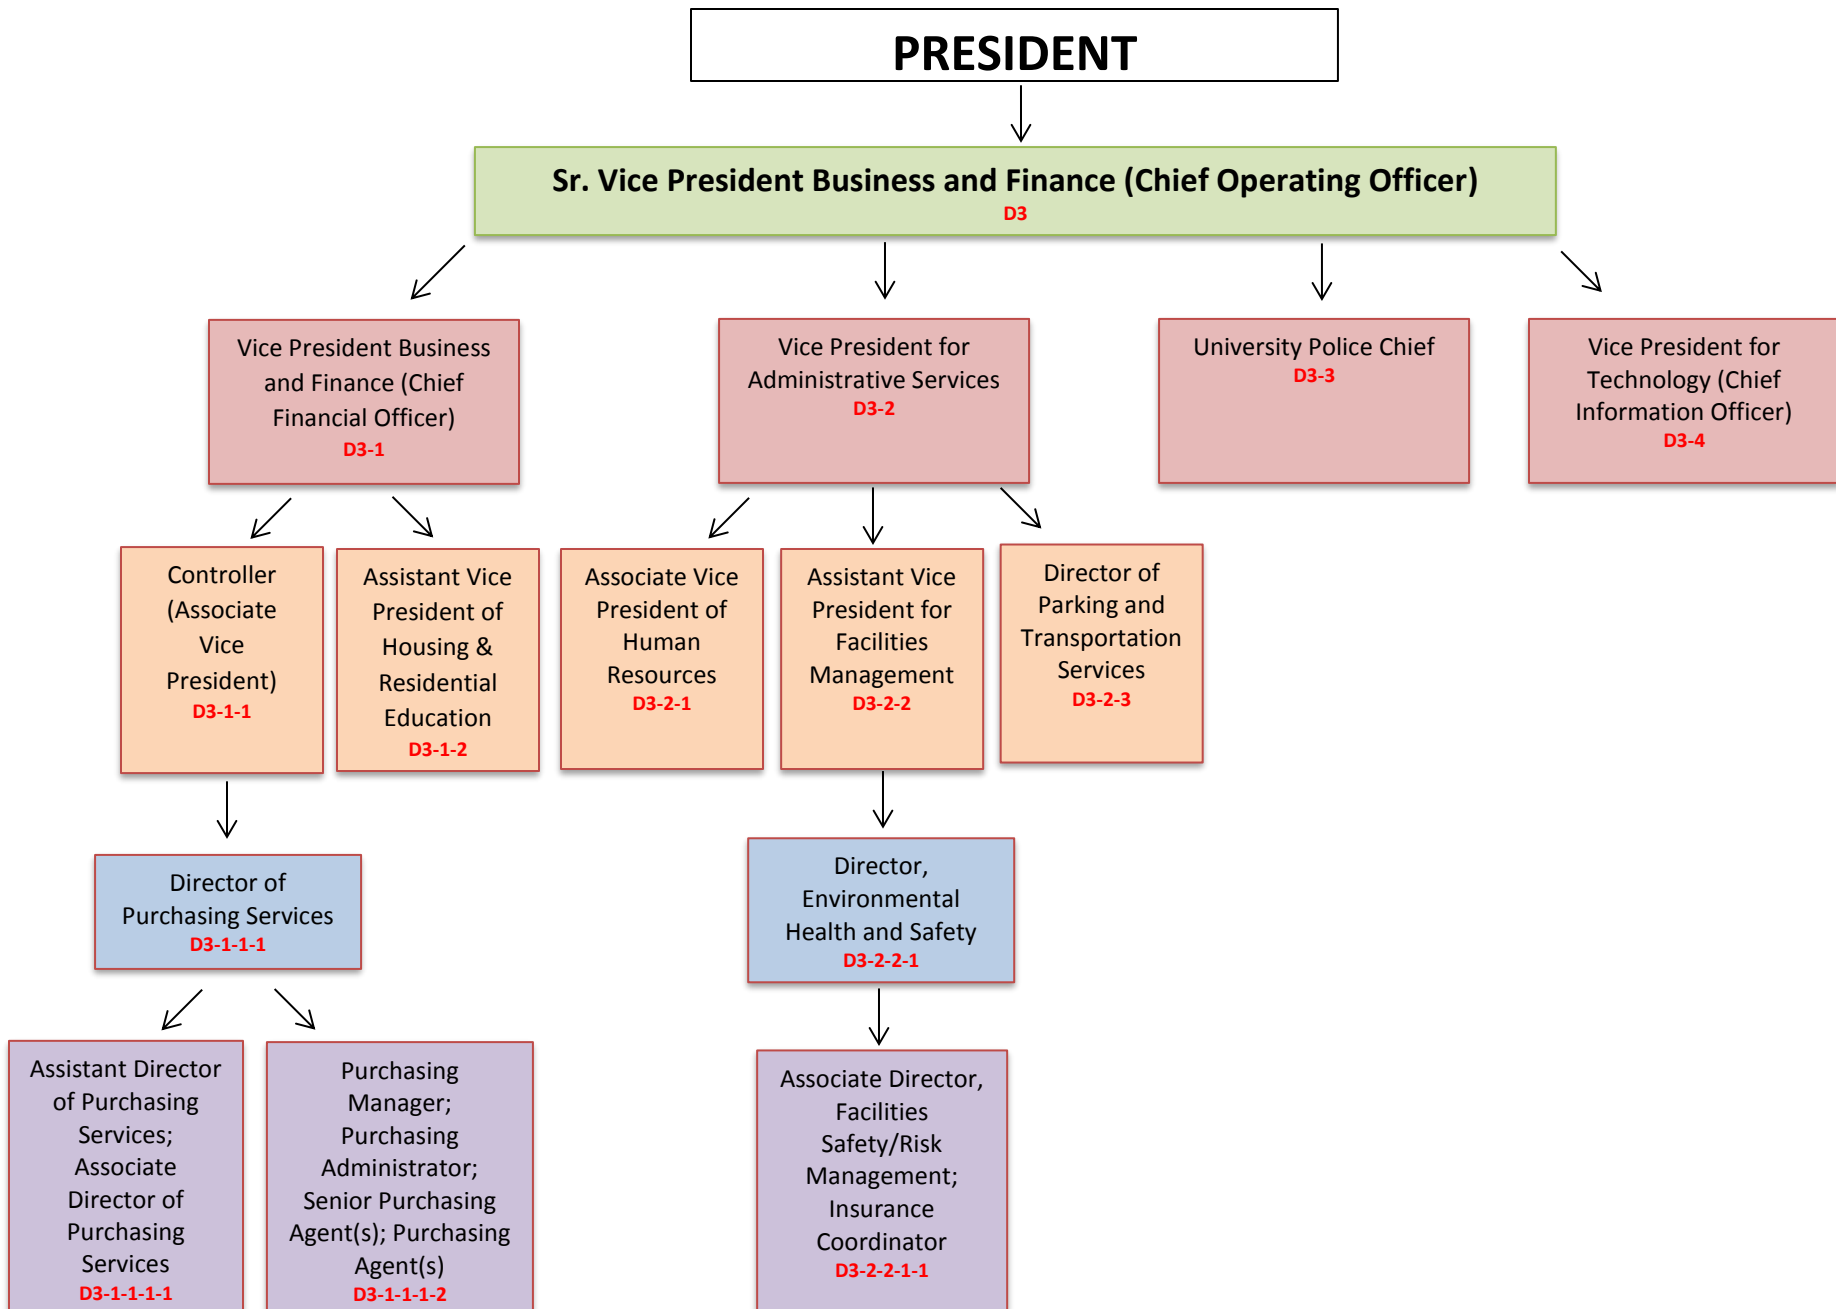 PRESIDENT
Sr. Vice President Business and Finance (Chief Operating Officer)
D3
Vice President Business
and Finance (Chief
Financial Officer)
D3-1
Vice President for
Administrative Services
D3-2
University Police Chief
D3-3
Vice President for
Technology (Chief
Information Officer)
D3-4
Controller
(Associate
Vice
President)
D3-1-1
Assistant Vice
President of
Housing &
Residential
Education
D3-1-2
Associate Vice
President of
Human
Resources
D3-2-1
Assistant Vice
President for
Facilities
Management
D3-2-2
Director of
Parking and
Transportation
Services
D3-2-3
Director of
Purchasing Services
D3-1-1-1
Director,
Environmental
Health and Safety
D3-2-2-1
Assistant Director
of Purchasing
Services;
Associate
Director of
Purchasing
Services
D3-1-1-1-1
Purchasing
Manager;
Purchasing
Administrator;
Senior Purchasing
Agent(s); Purchasing
Agent(s)
D3-1-1-1-2
Associate Director,
Facilities
Safety/Risk
Management;
Insurance
Coordinator
D3-2-2-1-1